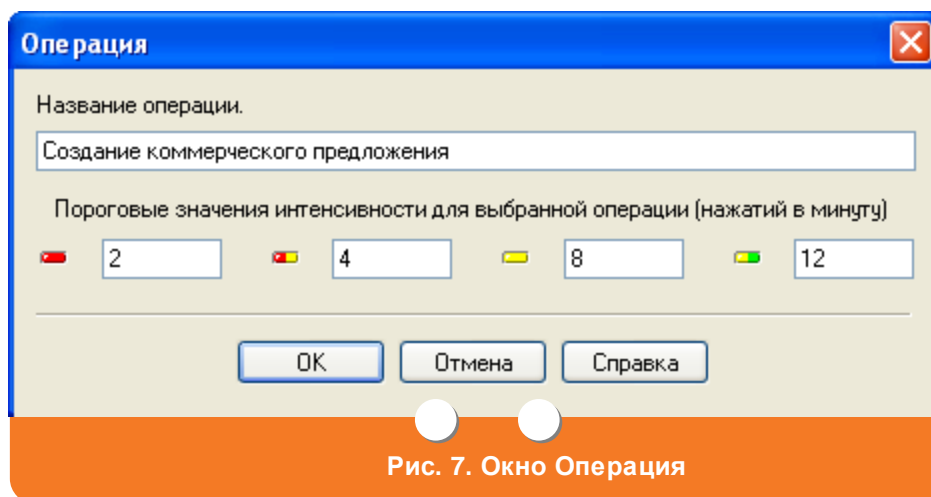 Операция
Название операции.
Создание коммерческого предложения
Пороговые значения интенсивности для выбранной операции (нажатий в минуту)
2 4 8 12
OK Отмена Справка
Рис. 7. Окно Операция